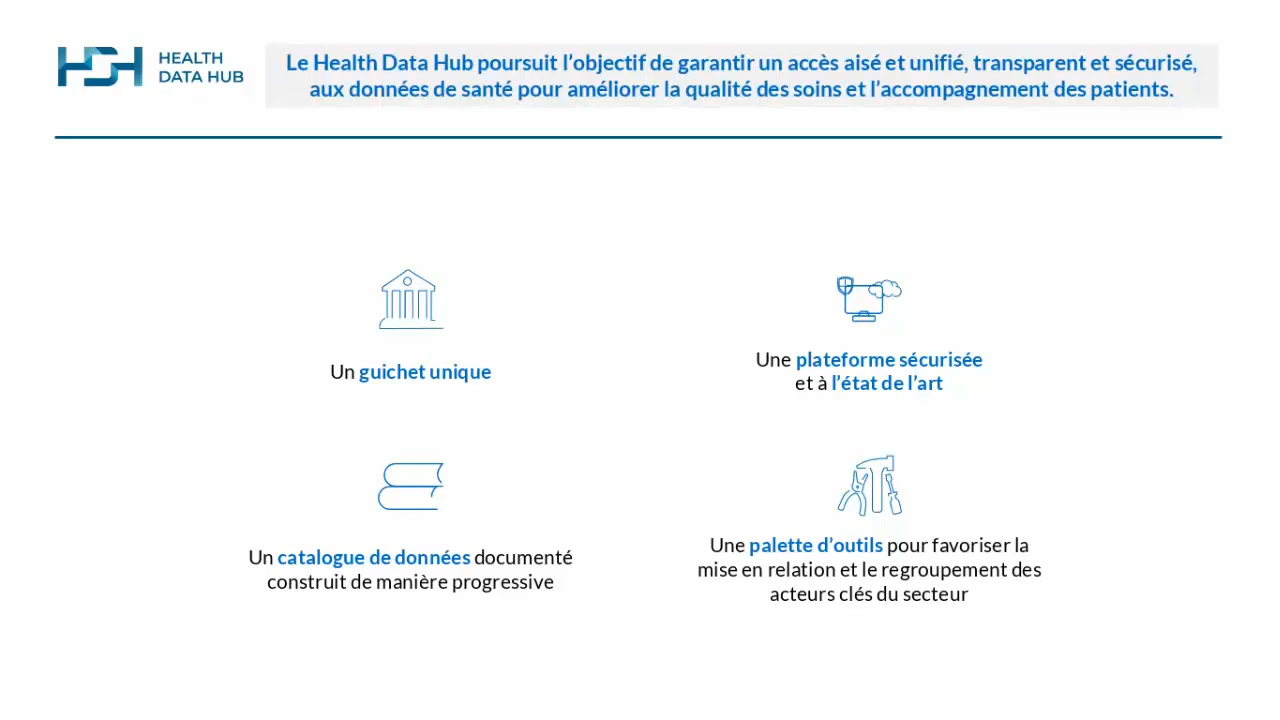 HEALTH
DATA HUB
Le Health Data Hub poursuit l’objectif de garantir un accès aisé et unifié, transparent et sécurisé,
aux données de santé pour améliorer la qualité des soins et l’accompagnement des patients.
Un guichet unique
Une plateforme sécurisée
et à l’état de l’art
Un catalogue de données documenté
construit de manière progressive
Une palette d’outils pour favoriser la
mise en relation et le regroupement des
acteurs clés du secteur